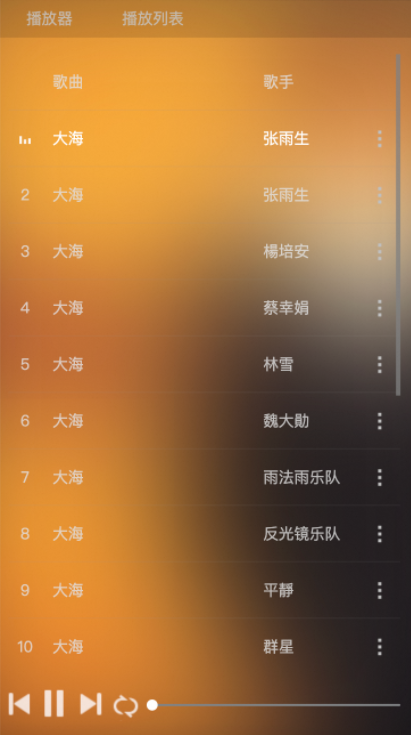 播放器 播放列表
歌曲 歌手
大海 张雨生
2 大海 张雨生
3 大海 楊培安
4 大海 蔡幸娟
5 大海 林雪
6 大海 魏大勛
7 大海 雨法雨乐队
8 大海 反光镜乐队
9 大海 平靜
10 大海 群星